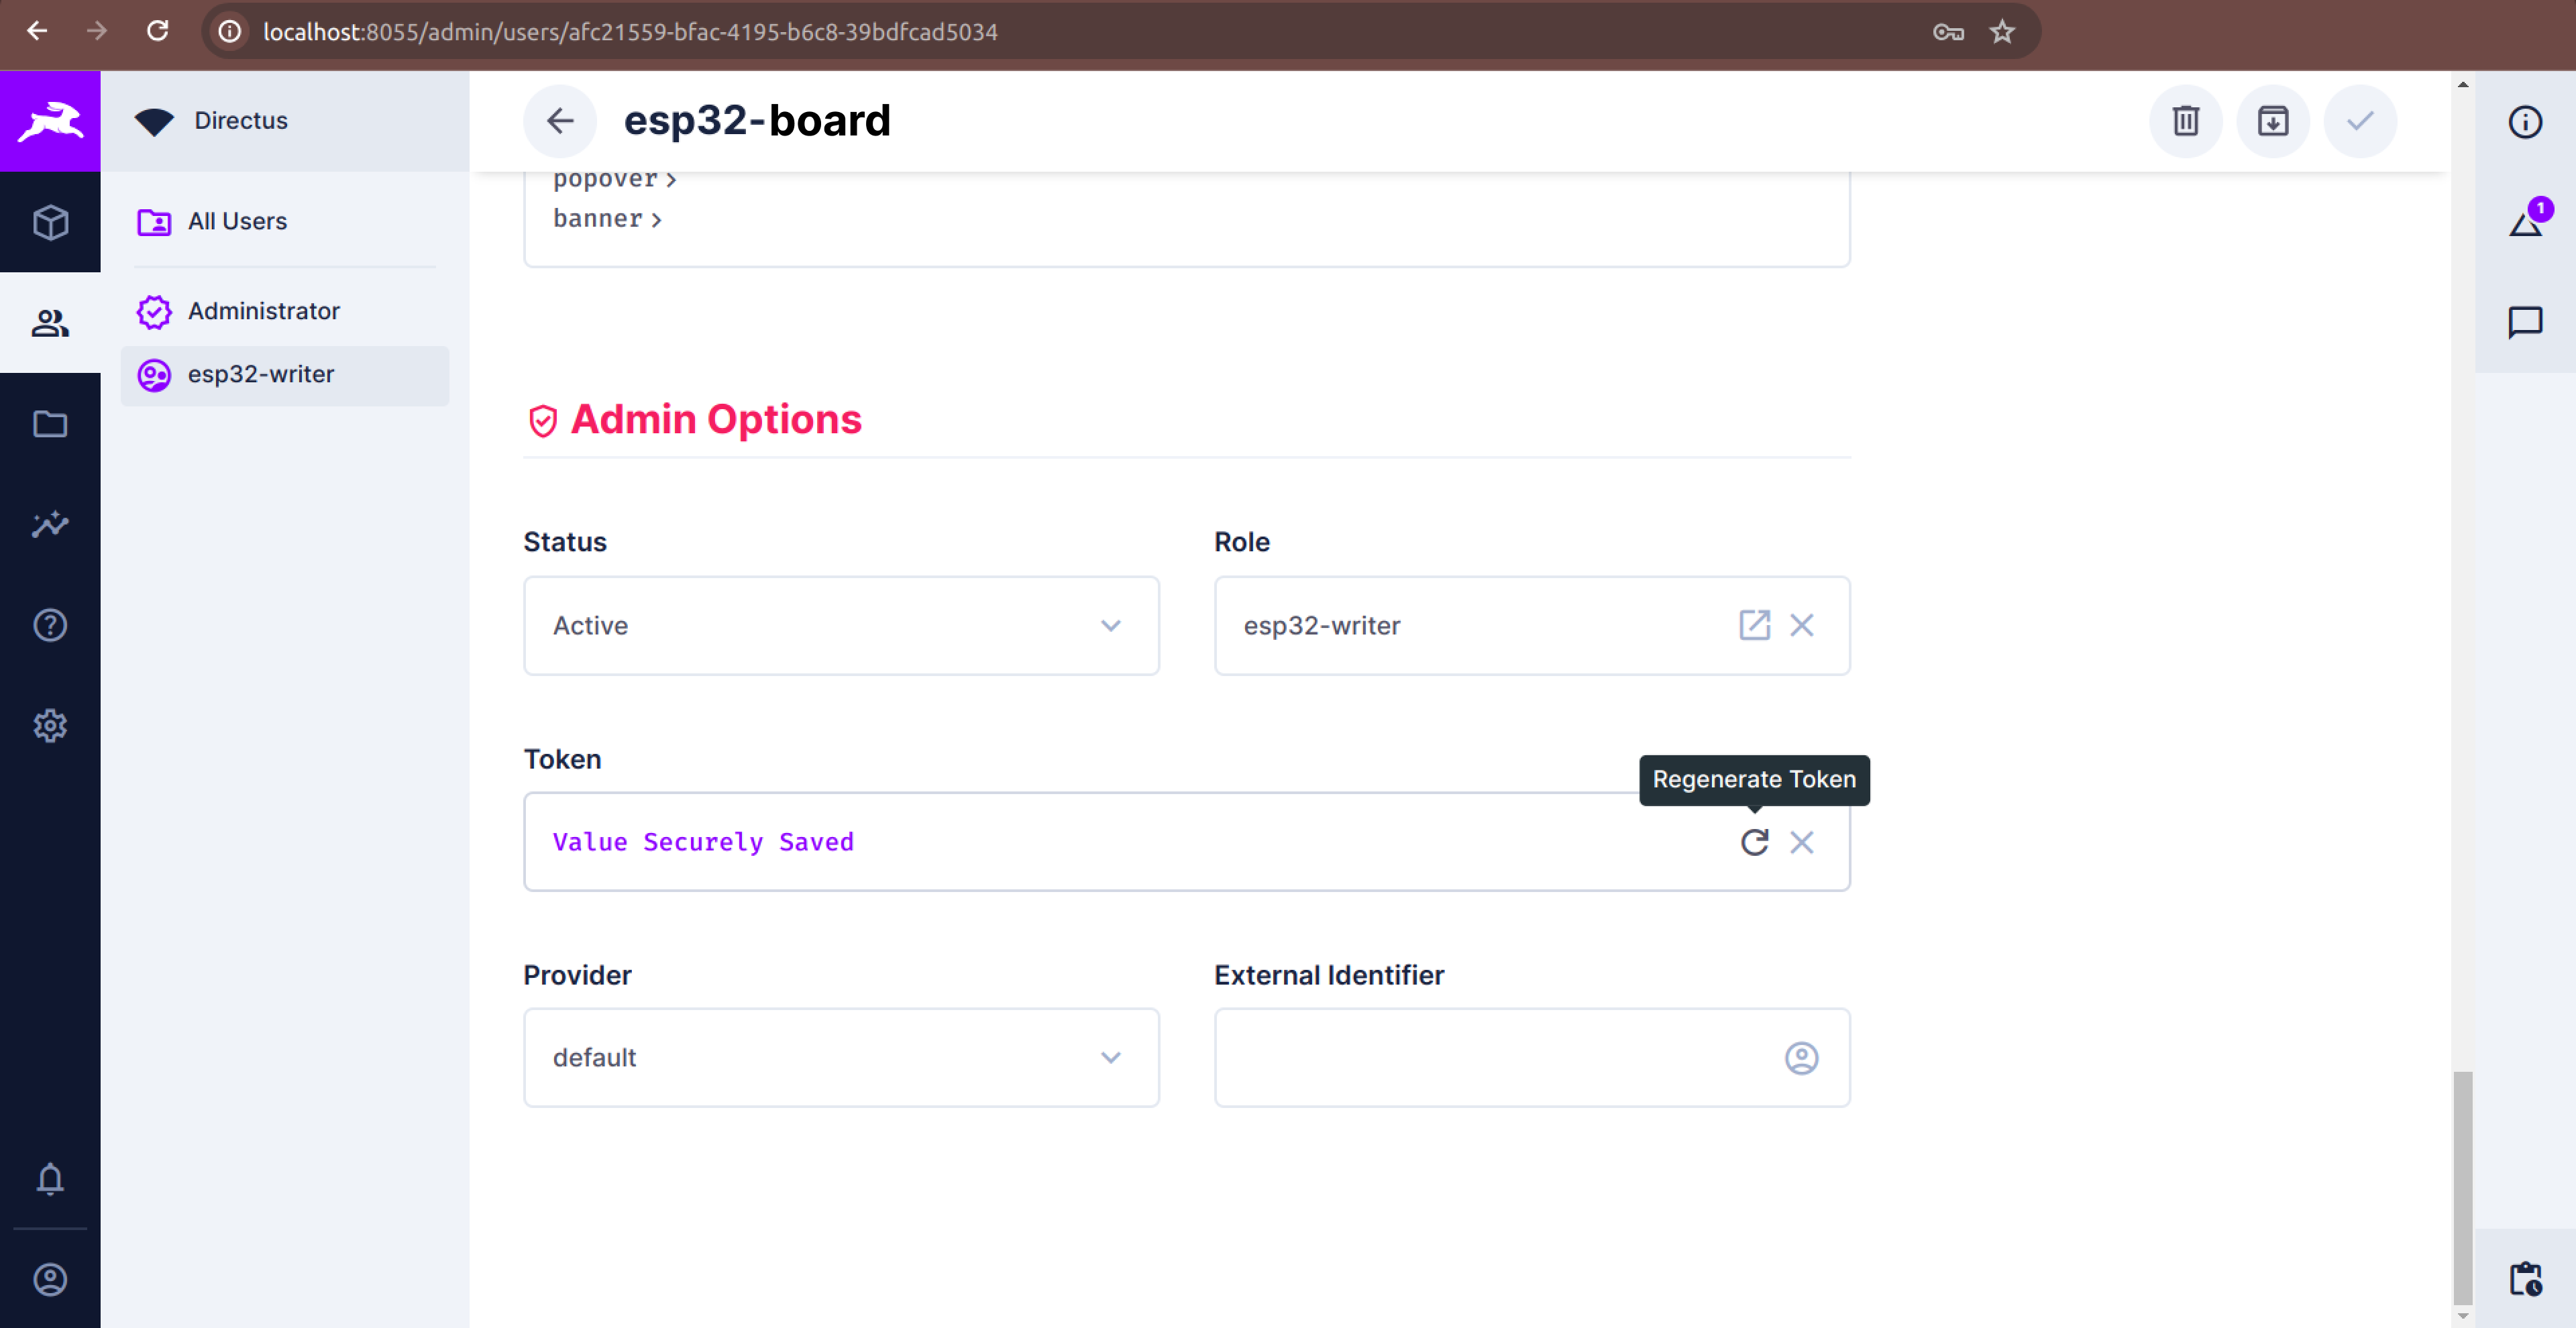 localhost:8055/admin/users/afc21559-bfac-4195-b6c8-39bdfcad5034
Directus
esp32-board
1
All Users
Administrator
esp32-writer
popover
banner
Admin Options
Status
Role
Active
esp32-writer
Token
Regenerate Token
Value Securely Saved
Provider
External Identifier
default